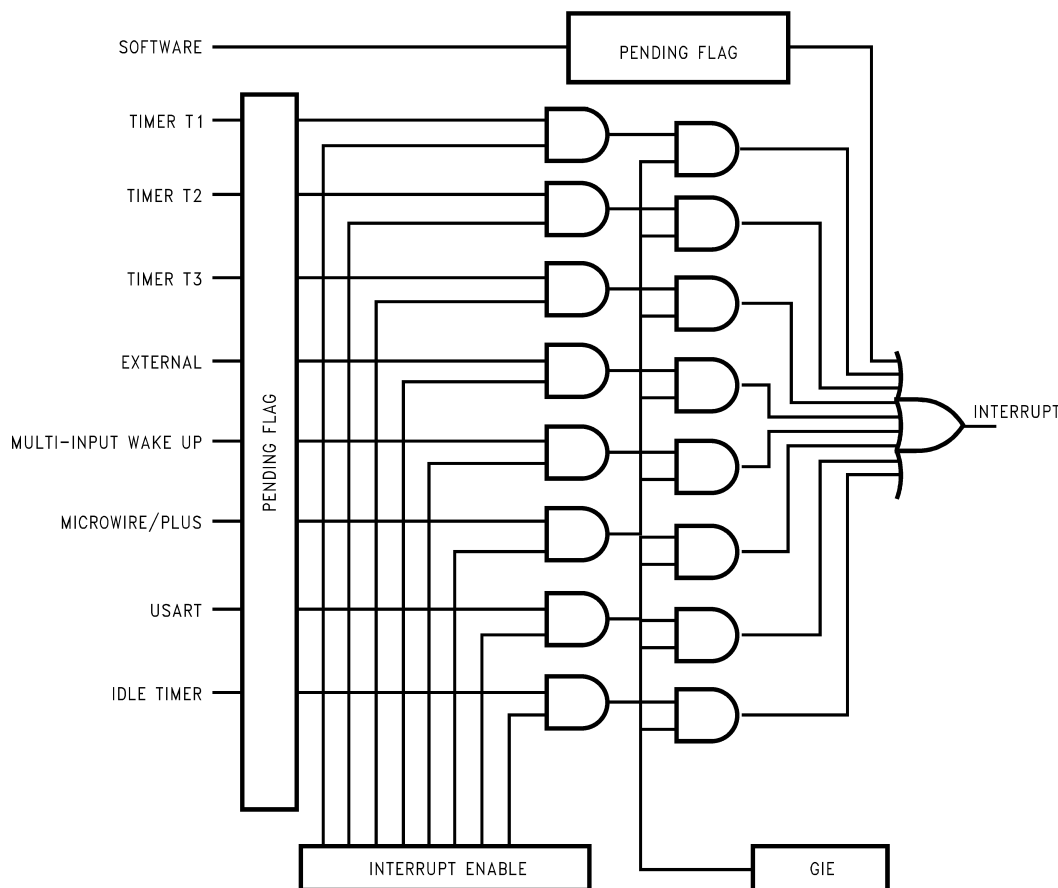 SOFTWARE
PENDING FLAG
TIMER T1
TIMER T2
TIMER T3
EXTERNAL
MULTI-INPUT WAKE UP
MICROWIRE/PLUS
USART
IDLE TIMER
PENDING FLAG
INTERRUPT
INTERRUPT ENABLE
GIE